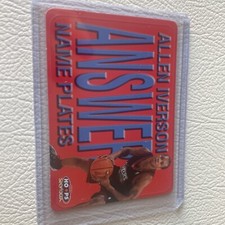 ALLEN IVERSON
ANSWER
NAME PLATES
HOOPS